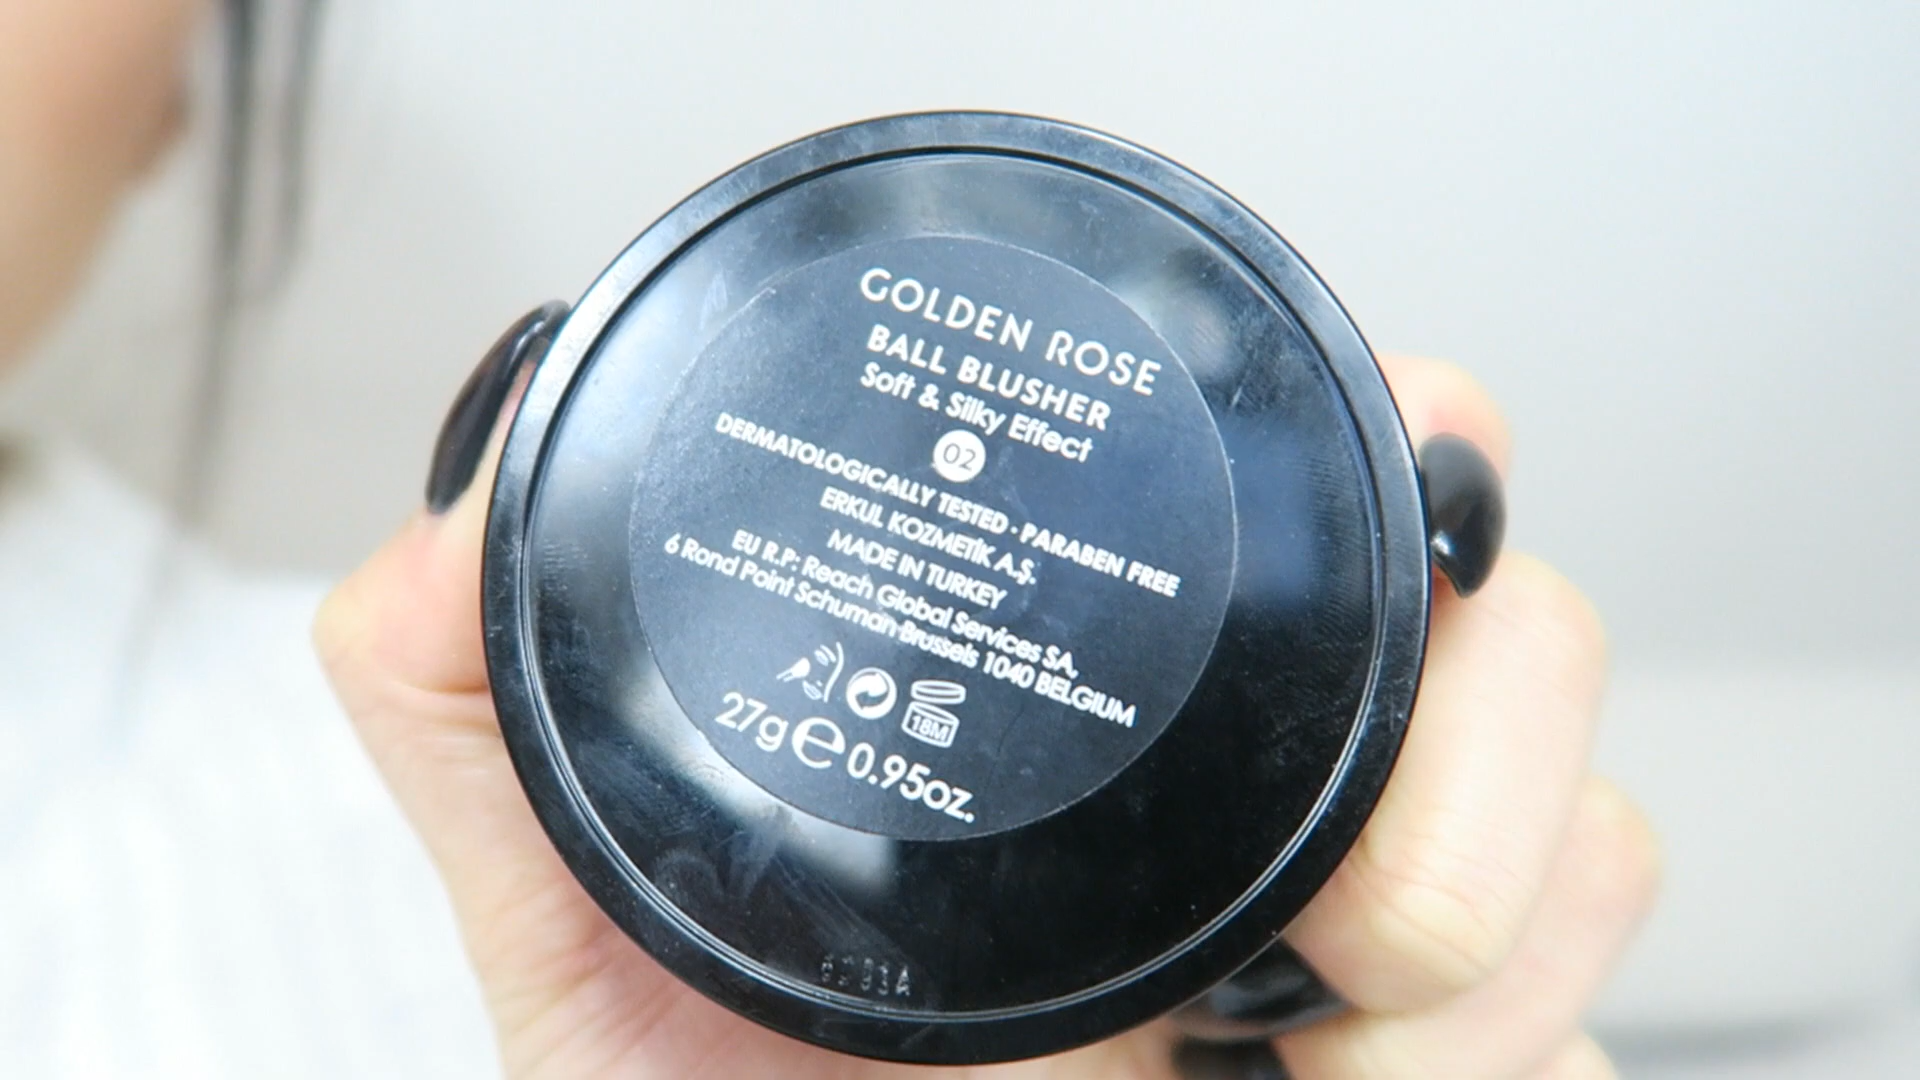 GOLDEN ROSE
BALL BLUSHER
Soft & Silky Effect
02
DERMATOLOGICALLY TESTED · PARABEN FREE
ERKUL KOZMETİK A.Ş.
MADE IN TURKEY
EU R.P: Reach Global Services SA,
6 Rond Point Schuman-Brussels 1040 BELGIUM
18M
27g e 0.95oz.